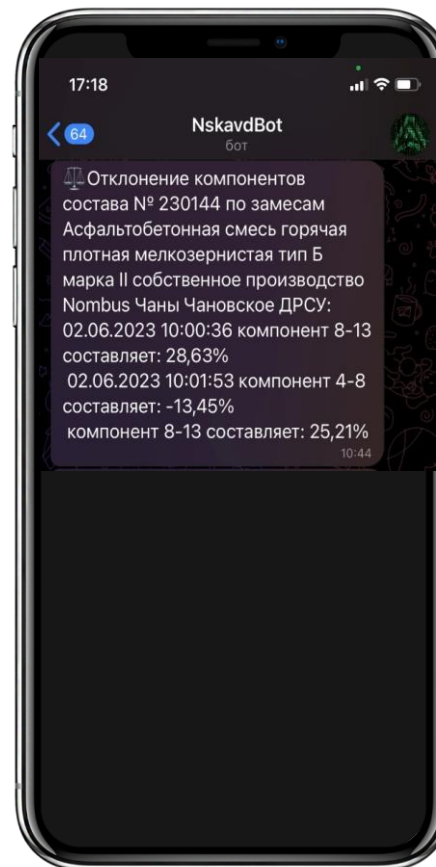 17:18
64
NskavdBot
бот
⚖️Отклонение компонентов
состава № 230144 по замесам
Асфальтобетонная смесь горячая
плотная мелкозернистая тип Б
марка II собственное производство
Nombus Чаны Чановское ДРСУ:
02.06.2023 10:00:36 компонент 8-13
составляет: 28,63%
02.06.2023 10:01:53 компонент 4-8
составляет: -13,45%
компонент 8-13 составляет: 25,21%
10:44